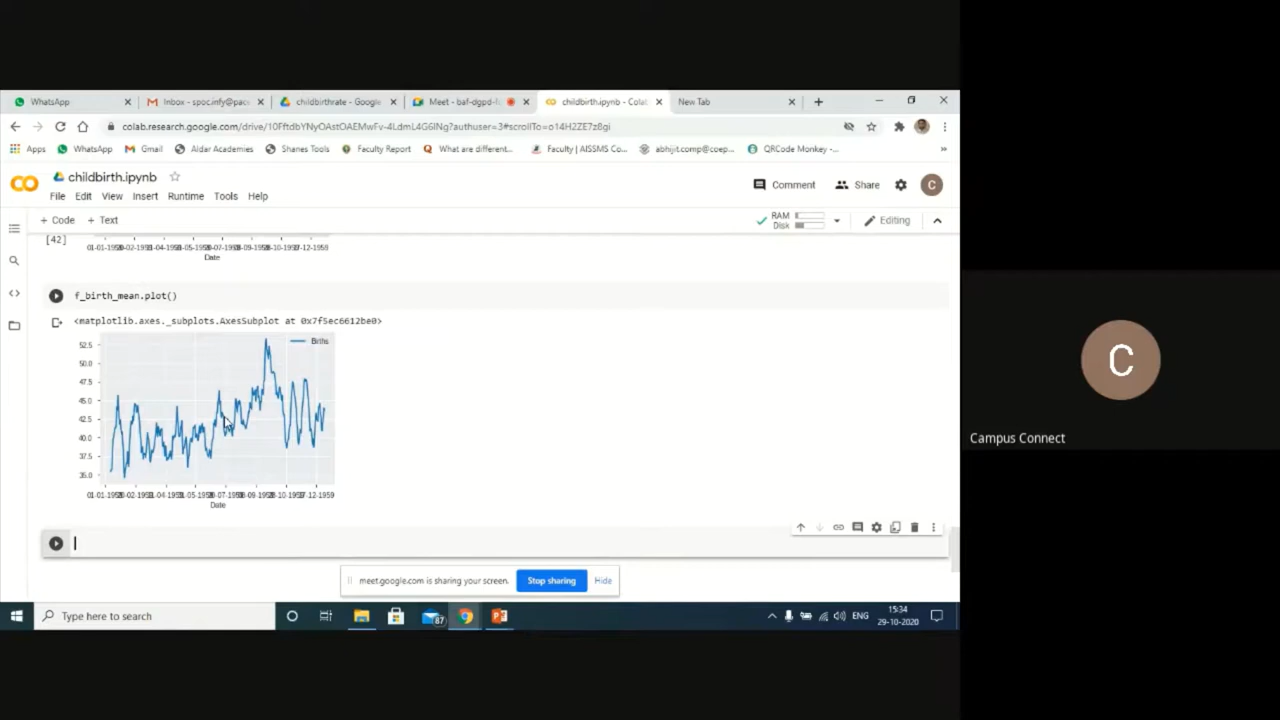 WhatsApp
Inbox - spoc.infy@pac
childbirthrate - Google
Meet - baf-dgpd-f
childbirth.ipynb - Colab
New Tab
colab.research.google.com/drive/10FftdbYNyOAstOAEMwFv-4LdmL4G6lNg?authuser=3#scrollTo=o14H2ZE7z8gi
Apps
WhatsApp
Gmail
Aldar Academies
Shanes Tools
Faculty Report
What are different...
Faculty | AISSMS Co...
abhijit.comp@coep...
QRCode Monkey -...
childbirth.ipynb
Comment
Share
C
File Edit View Insert Runtime Tools Help
+ Code + Text
RAM
Disk
Editing
[42]
Date
f_birth_mean.plot()
<matplotlib.axes._subplots.AxesSubplot at 0x7f5ec6612be0>
Births
52.5
50.0
47.5
45.0
42.5
40.0
37.5
35.0
Date
meet.google.com is sharing your screen.
Stop sharing
Hide
Type here to search
87
ENG
15:34
29-10-2020
C
Campus Connect